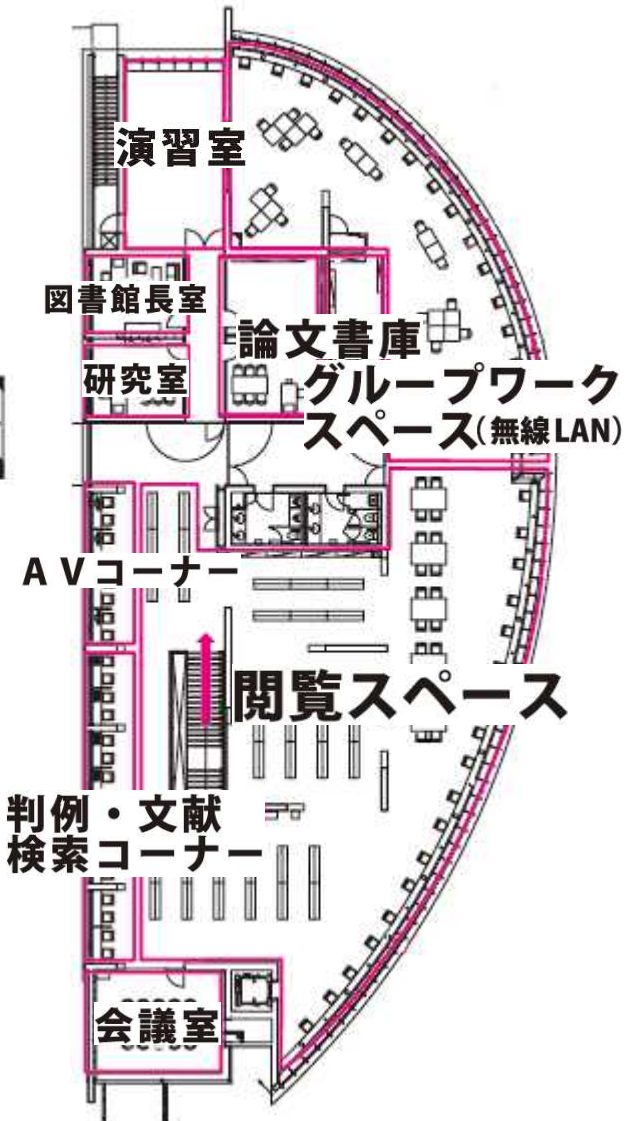 演習室
図書館長室
論文書庫
研究室
グループワーク
スペース(無線LAN)
AVコーナー
閲覧スペース
判例・文献
検索コーナー
会議室